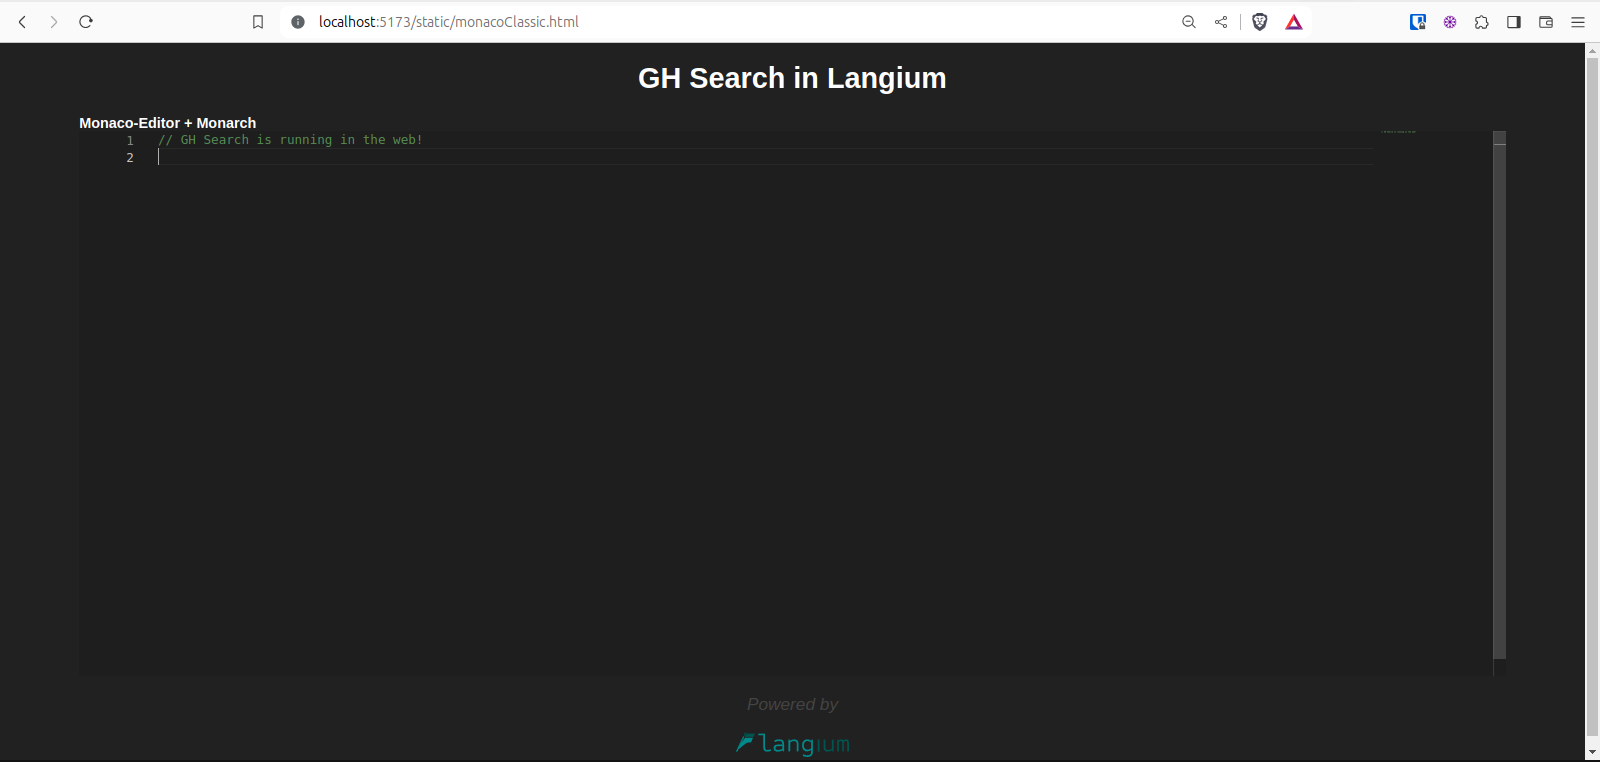 localhost:5173/static/monacoClassic.html
GH Search in Langium
Monaco-Editor + Monarch
1 // GH Search is running in the web!
2
Powered by
langium